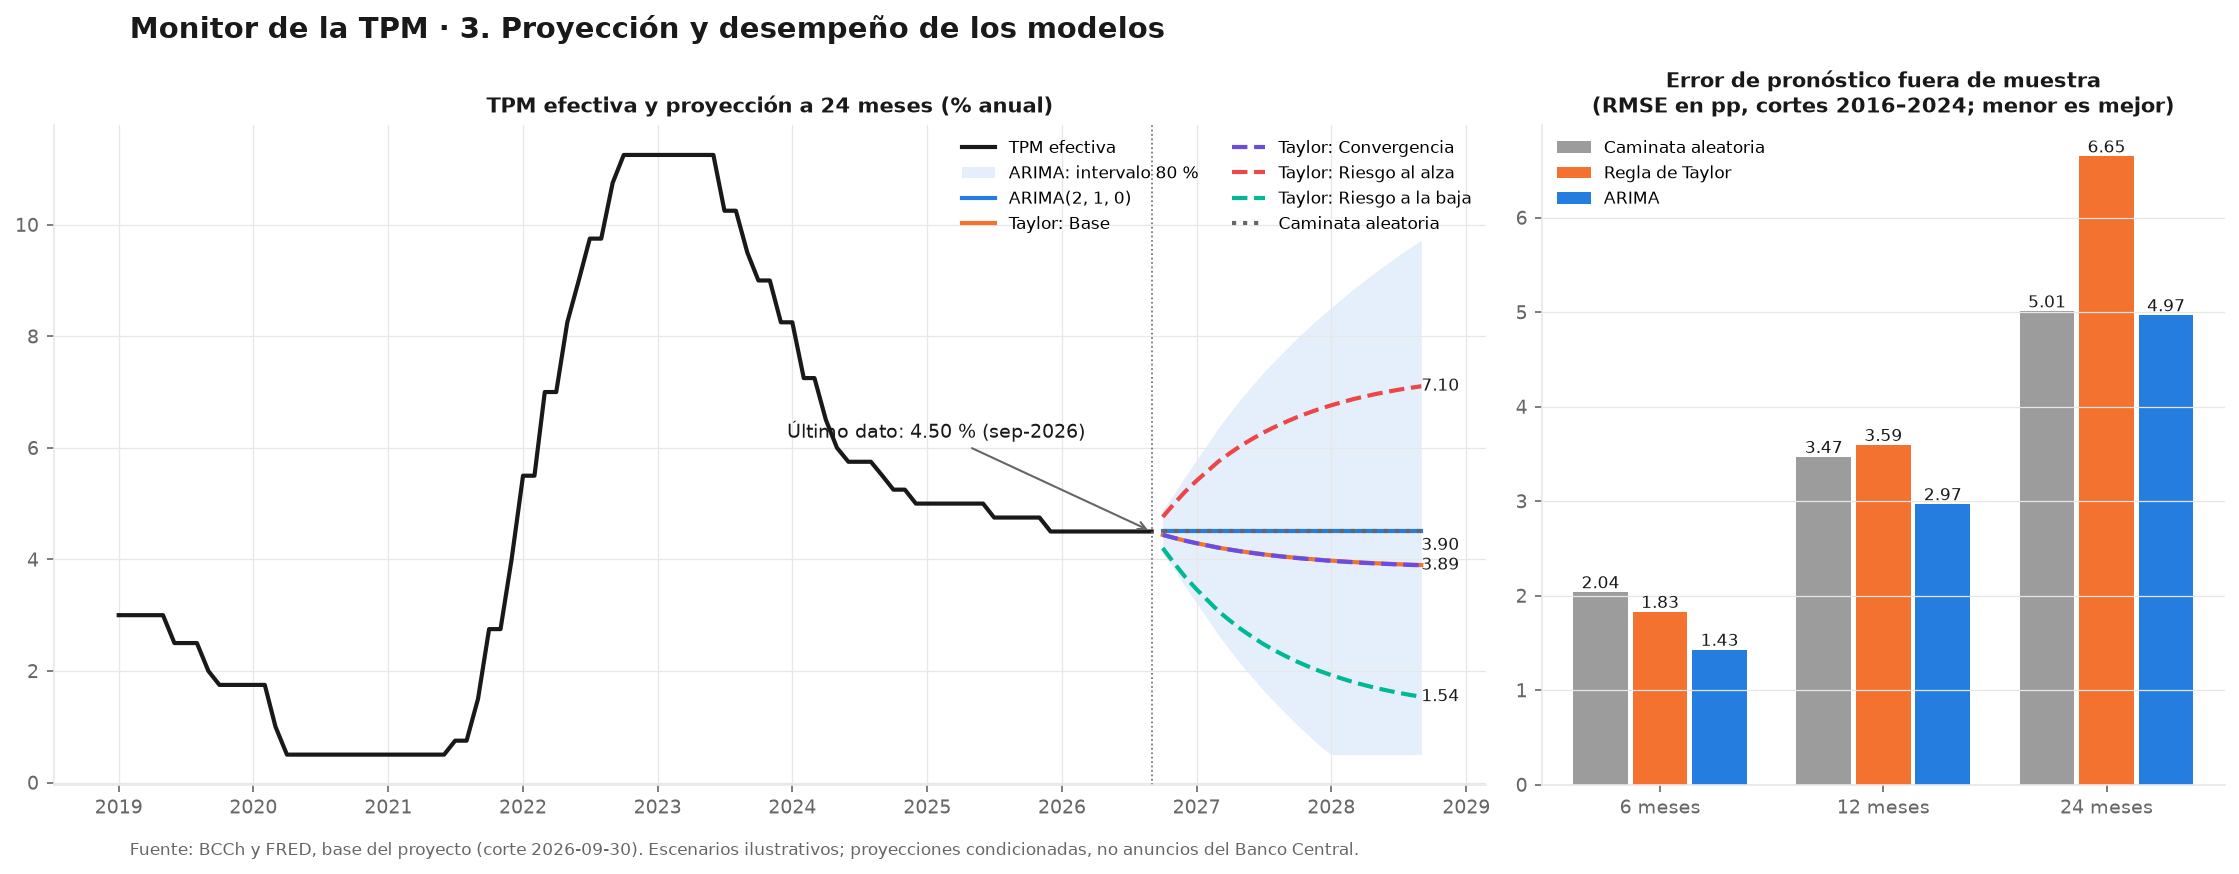 Monitor de la TPM · 3. Proyección y desempeño de los modelos
TPM efectiva y proyección a 24 meses (% anual)
TPM efectiva
ARIMA: intervalo 80 %
ARIMA(2, 1, 0)
Taylor: Base
Taylor: Convergencia
Taylor: Riesgo al alza
Taylor: Riesgo a la baja
Caminata aleatoria
10
8
6
4
2
0
Último dato: 4.50 % (sep-2026)
7.10
3.90
3.89
1.54
2019 2020 2021 2022 2023 2024 2025 2026 2027 2028 2029
Error de pronóstico fuera de muestra
(RMSE en pp, cortes 2016–2024; menor es mejor)
Caminata aleatoria
Regla de Taylor
ARIMA
6
5
4
3
2
1
0
2.04 1.83 1.43
3.47 3.59 2.97
5.01 6.65 4.97
6 meses 12 meses 24 meses
Fuente: BCCh y FRED, base del proyecto (corte 2026-09-30). Escenarios ilustrativos; proyecciones condicionadas, no anuncios del Banco Central.